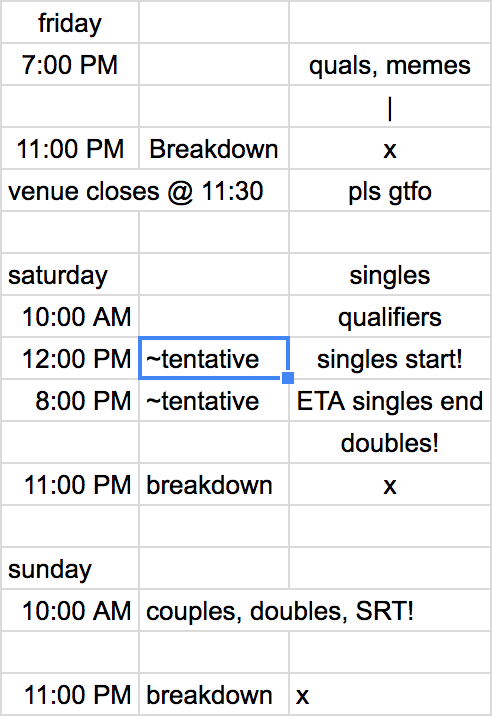 friday
7:00 PM quals, memes
|
11:00 PM Breakdown x
venue closes @ 11:30 pls gtfo
saturday singles
10:00 AM qualifiers
12:00 PM ~tentative singles start!
8:00 PM ~tentative ETA singles end
doubles!
11:00 PM breakdown x
sunday
10:00 AM couples, doubles, SRT!
11:00 PM breakdown x